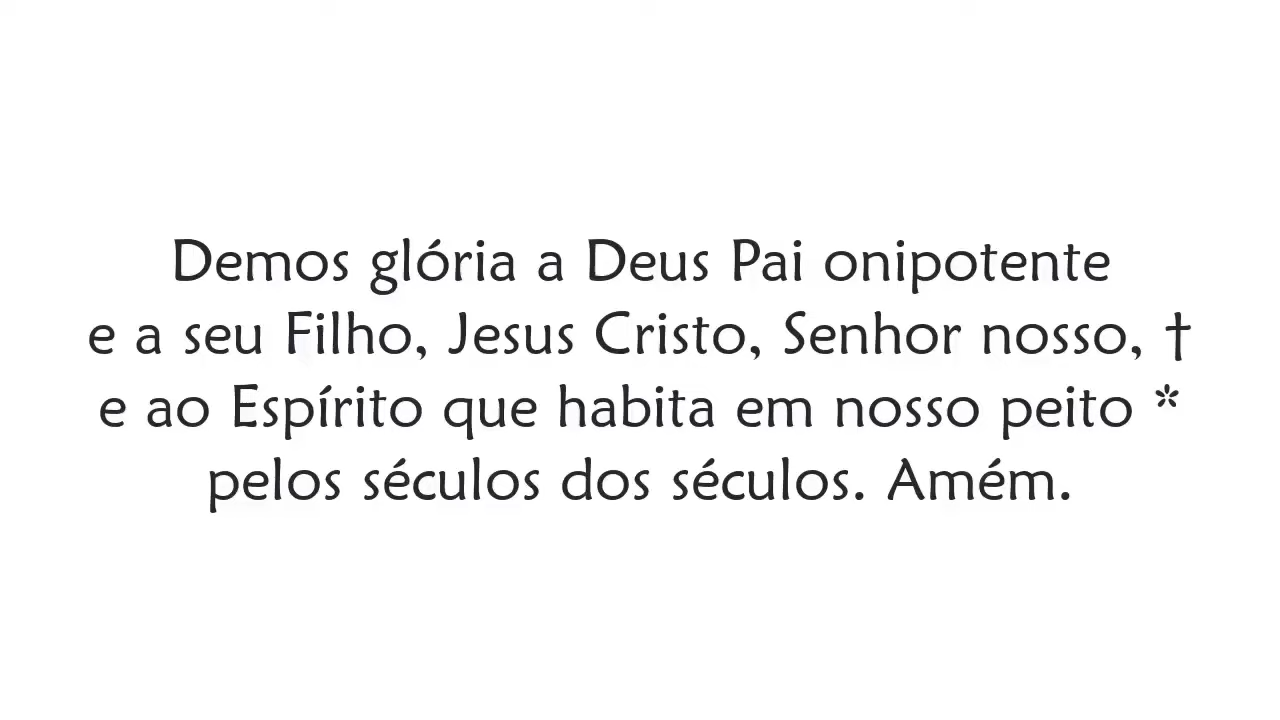 Demos glória a Deus Pai onipotente
e a seu Filho, Jesus Cristo, Senhor nosso, †
e ao Espírito que habita em nosso peito *
pelos séculos dos séculos. Amém.